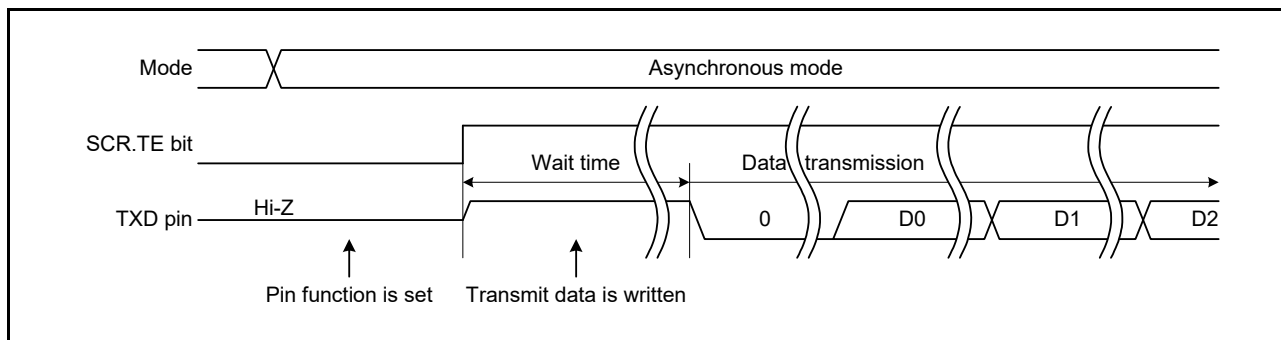 Mode
Asynchronous mode
SCR.TE bit
Wait time
Data transmission
TXD pin
Hi-Z
0
D0
D1
D2
Pin function is set
Transmit data is written